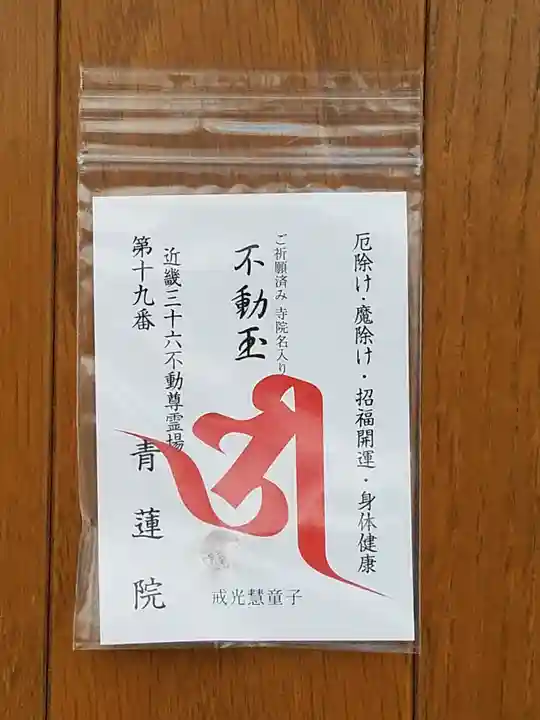 厄除け・魔除け・招福開運・身体健康
ご祈願済み 寺院名入り
不動玉
近畿三十六不動尊霊場
第十九番
青蓮院
戒光慧童子